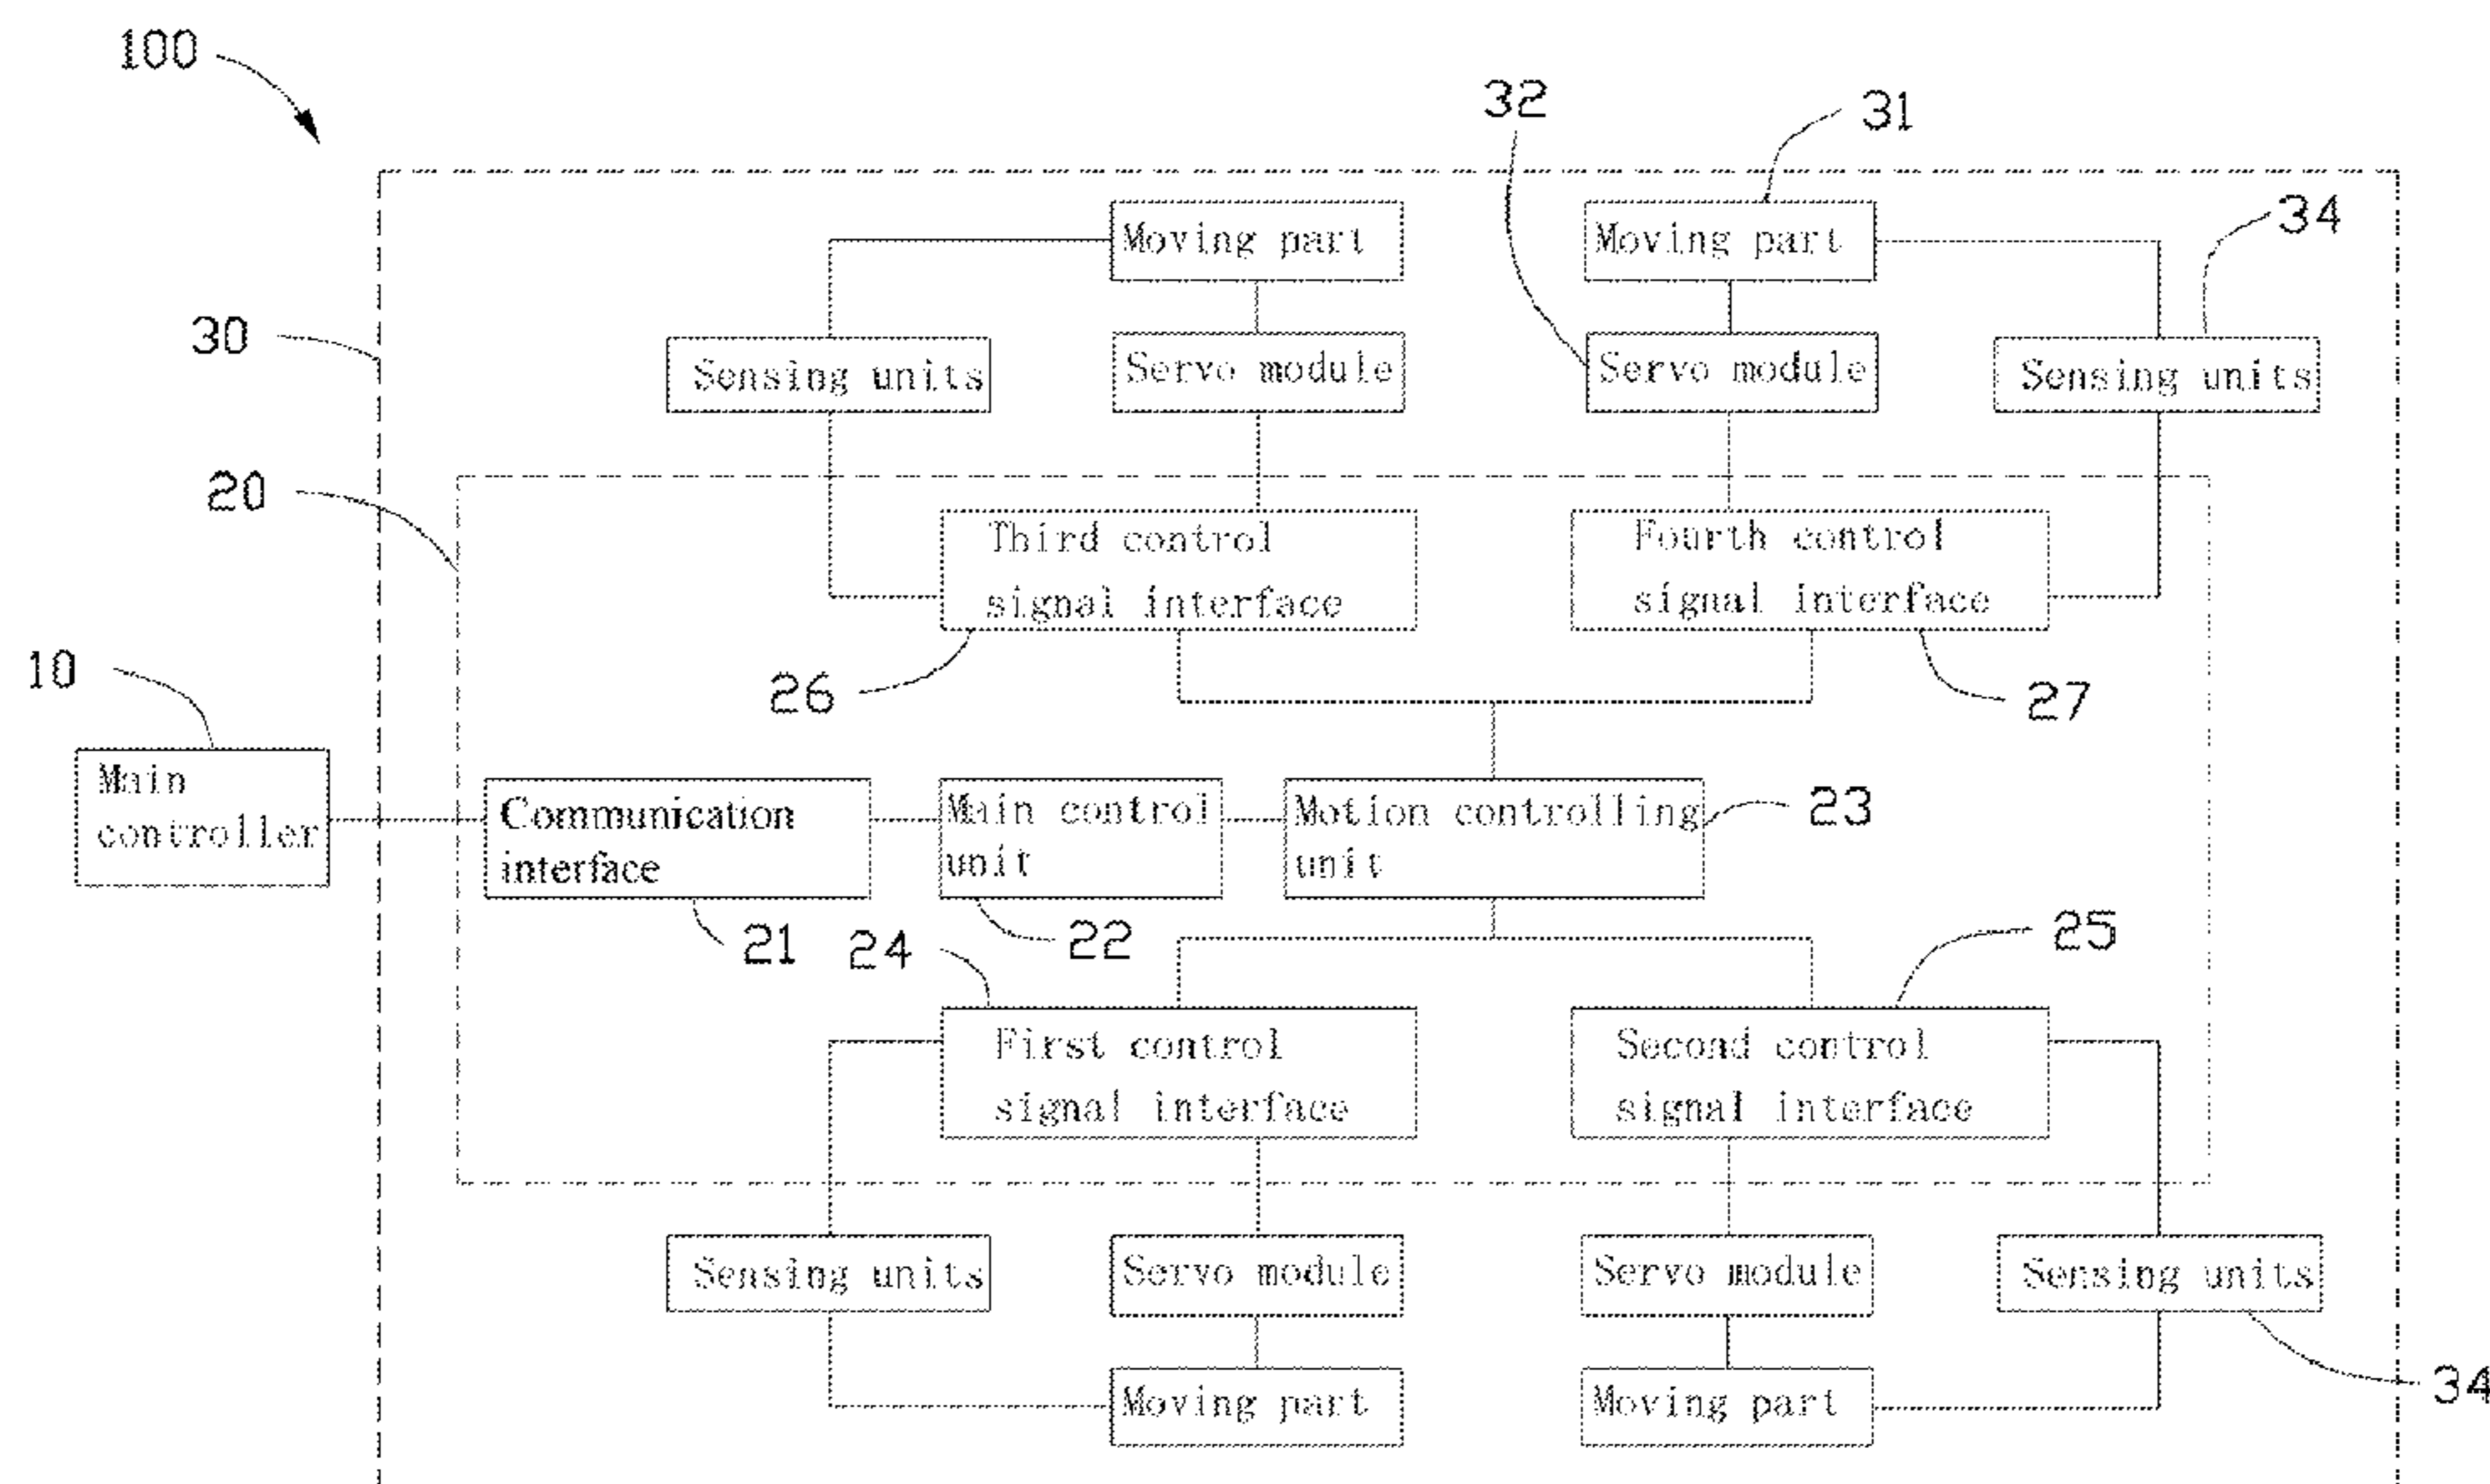 100
32
31
34
Moving part
Moving part
30
Sensing units
Servo module
Servo module
Sensing units
20
Third control
signal interface
Fourth control
signal interface
10
26
27
Main
controller
Communication
interface
Main control
unit
Motion controlling
unit
23
21
24
22
25
First control
signal interface
Second control
signal interface
Sensing units
Servo module
Servo module
Sensing units
Moving part
Moving part
34